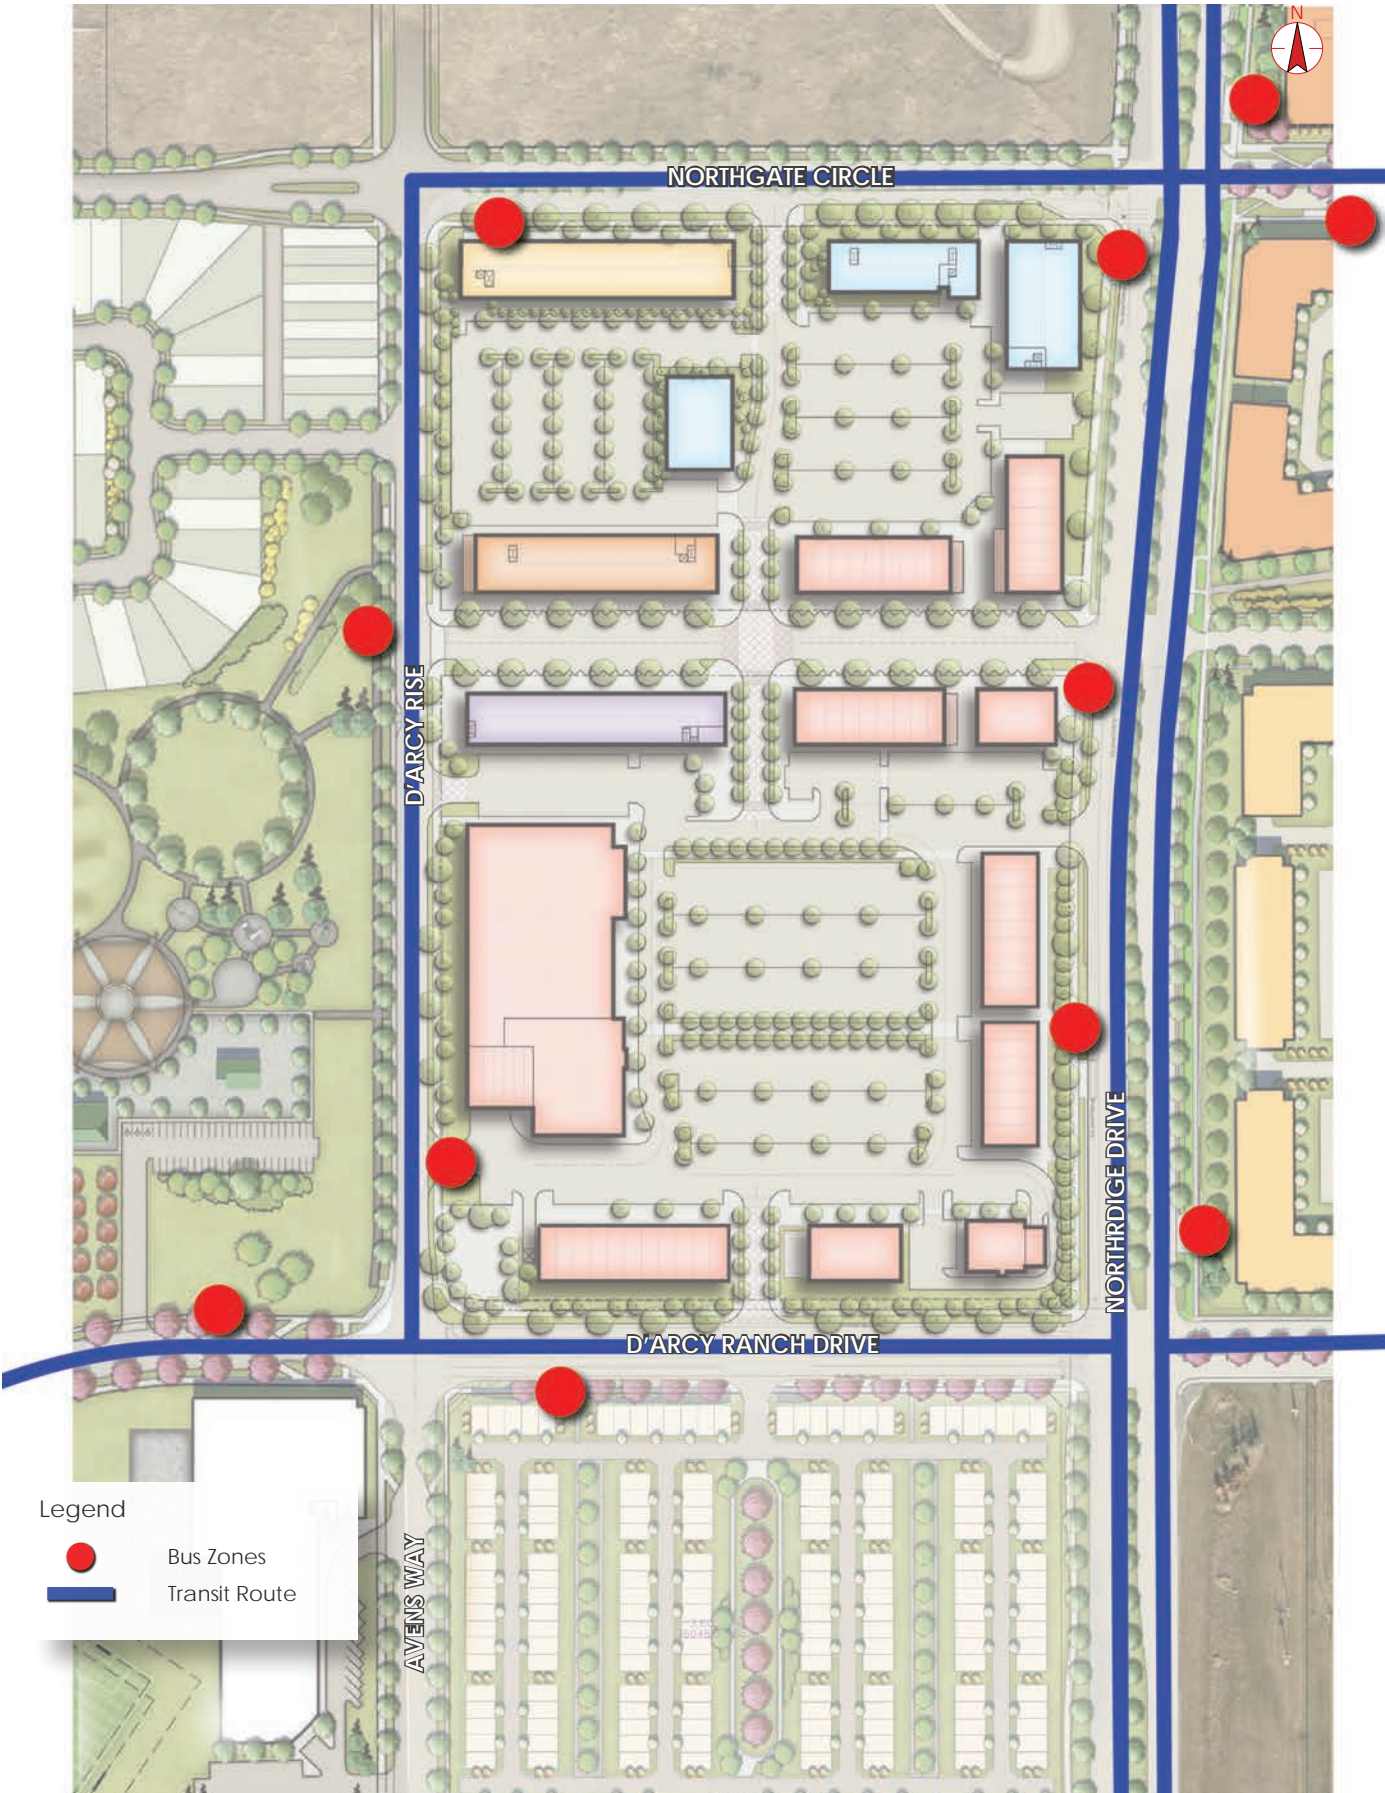 N
NORTHGATE CIRCLE
D'ARCY RISE
NORTHRDIGE DRIVE
D'ARCY RANCH DRIVE
AVENS WAY
Legend
Bus Zones
Transit Route